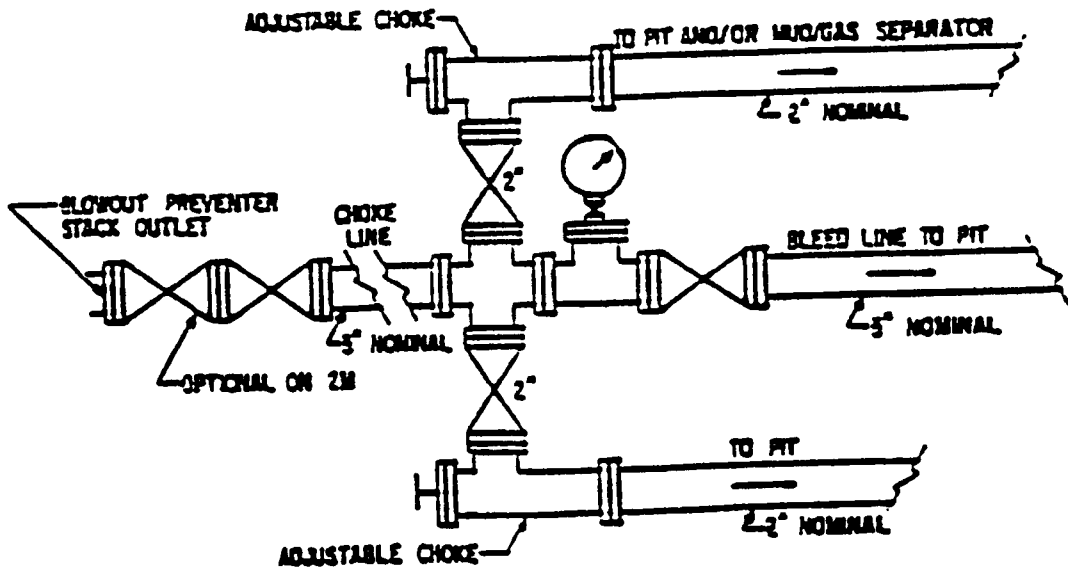 ADJUSTABLE CHOKE
TO PIT AND/OR MUD/GAS SEPARATOR
2" NOMINAL
2"
BLOWOUT PREVENTER
STACK OUTLET
CHOKE
LINE
BLEED LINE TO PIT
3" NOMINAL
3" NOMINAL
OPTIONAL ON 2M
2"
TO PIT
2" NOMINAL
ADJUSTABLE CHOKE